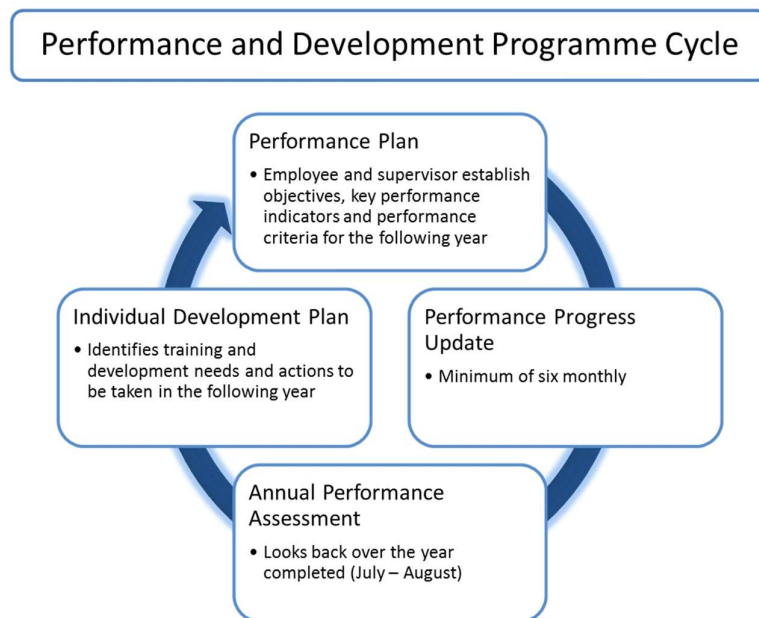 Performance and Development Programme Cycle
Performance Plan
• Employee and supervisor establish
objectives, key performance
indicators and performance
criteria for the following year
Individual Development Plan
• Identifies training and
development needs and actions to
be taken in the following year
Performance Progress
Update
• Minimum of six monthly
Annual Performance
Assessment
• Looks back over the year
completed (July – August)